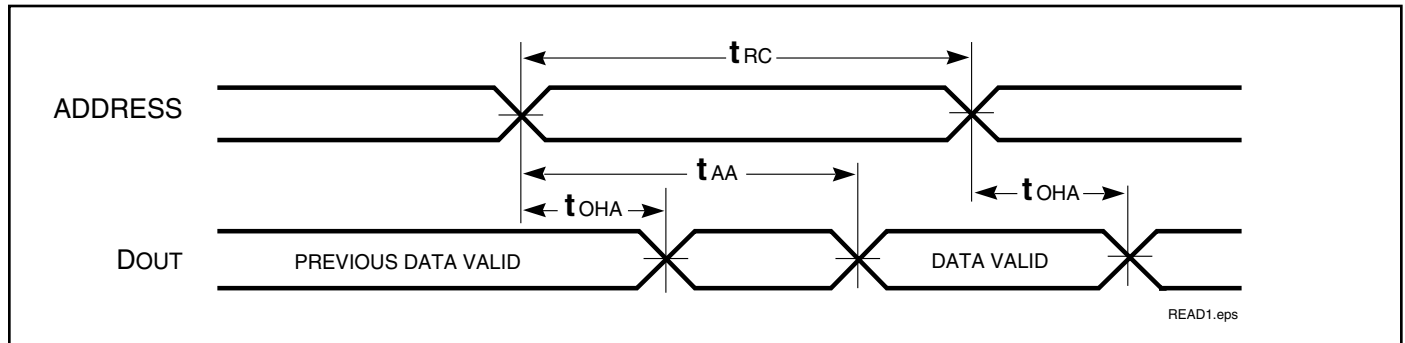 tRC
ADDRESS
tAA
tOHA
tOHA
DOUT
PREVIOUS DATA VALID
DATA VALID
READ1.eps